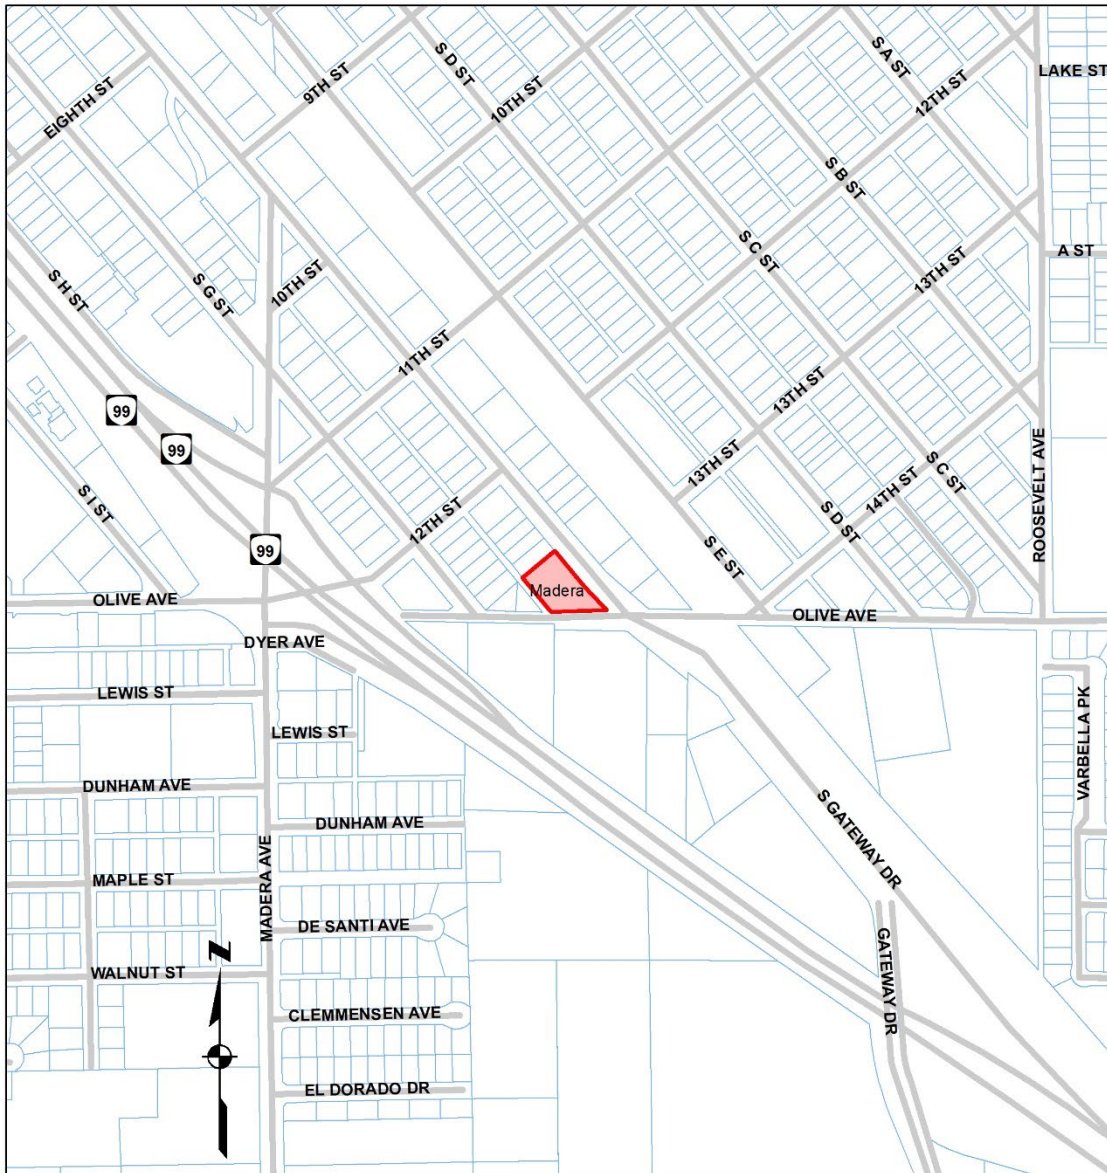 S D ST
S A ST
LAKE ST
9TH ST
10TH ST
12TH ST
EIGHTH ST
S B ST
S C ST
A ST
13TH ST
S H ST
S G ST
10TH ST
11TH ST
99
99
13TH ST
13TH ST
S C ST
ROOSEVELT AVE
S I ST
14TH ST
S D ST
12TH ST
99
S E ST
Madera
OLIVE AVE
OLIVE AVE
DYER AVE
LEWIS ST
VARBELLA PK
LEWIS ST
DUNHAM AVE
DUNHAM AVE
S GATEWAY DR
MADERA AVE
MAPLE ST
DE SANTI AVE
GATEWAY DR
N
WALNUT ST
CLEMMENSEN AVE
EL DORADO DR